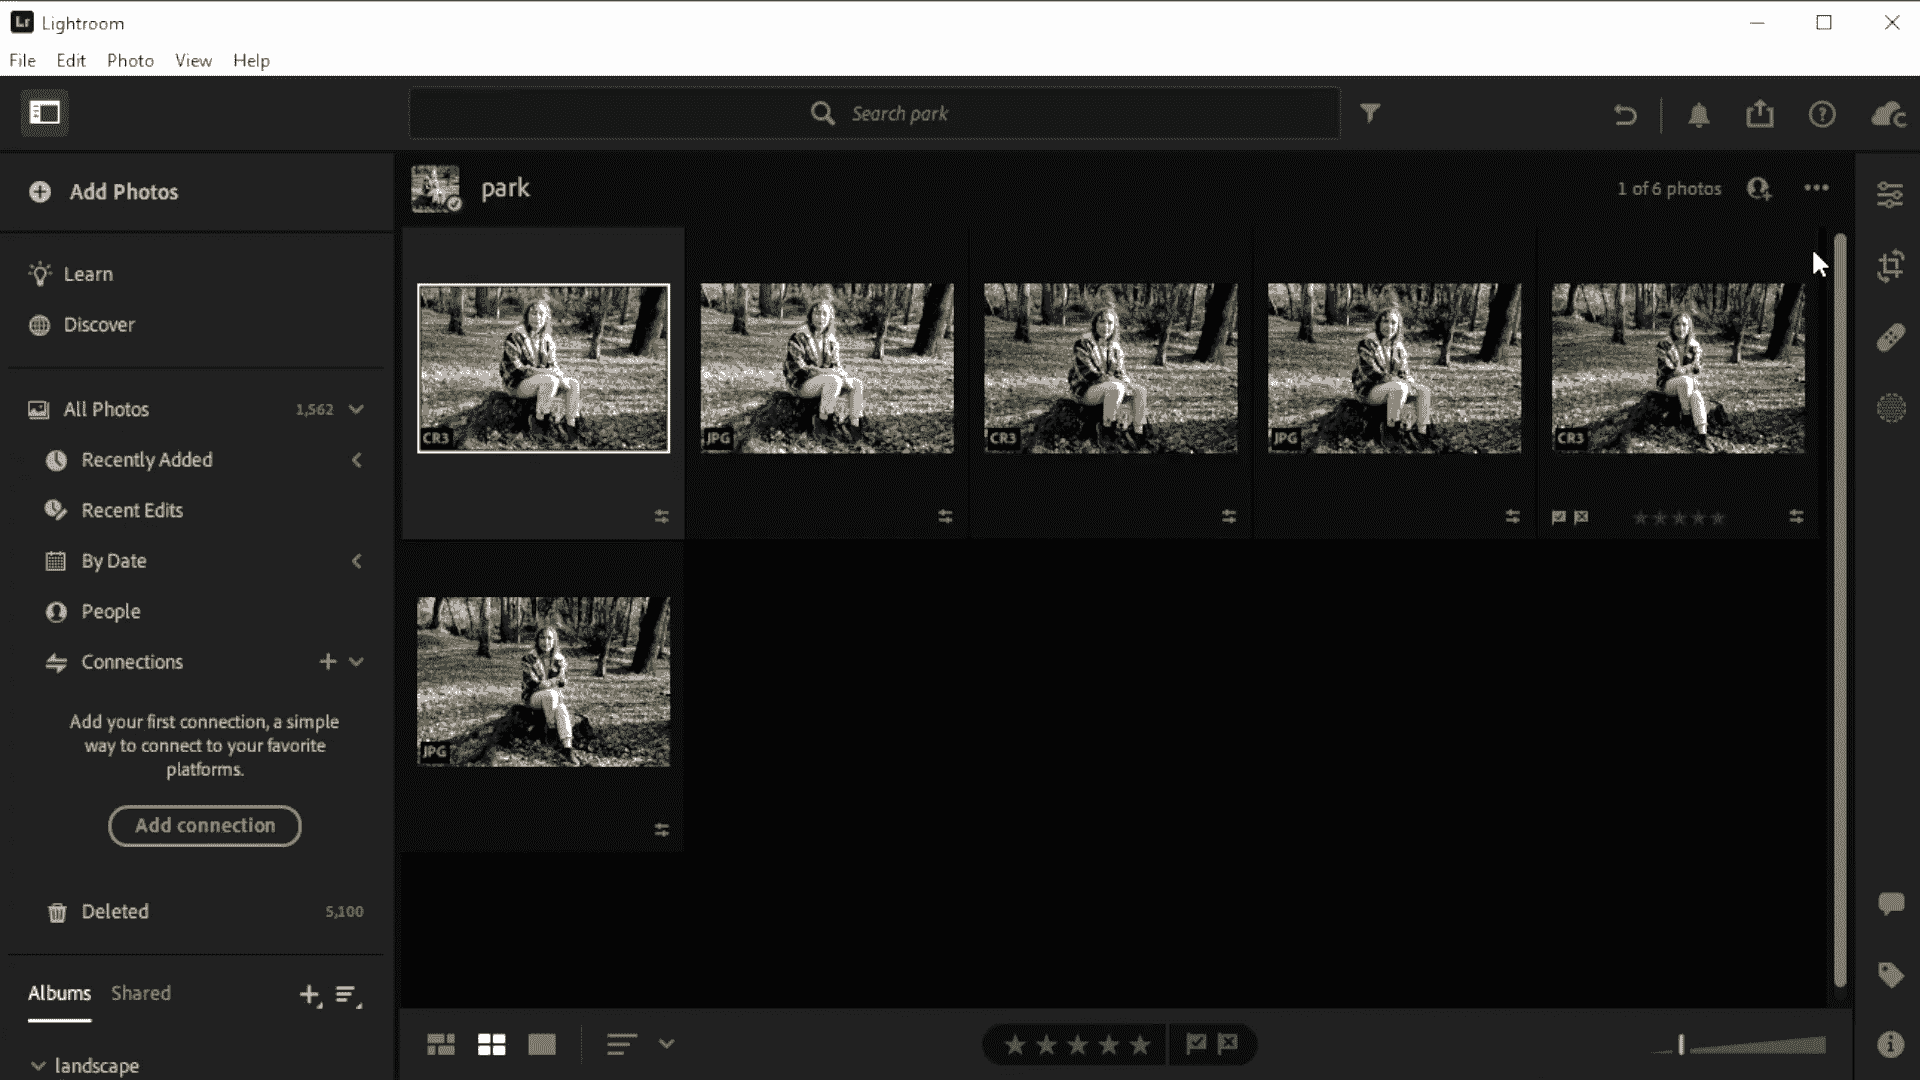 Lr Lightroom
File Edit Photo View Help
Search park
Add Photos
park
1 of 6 photos
Learn
Discover
All Photos 1,562
Recently Added
Recent Edits
By Date
People
Connections
Add your first connection, a simple
way to connect to your favorite
platforms.
Add connection
Deleted 5,100
Albums Shared
landscape
CR3 JPG CR3 JPG CR3
JPG